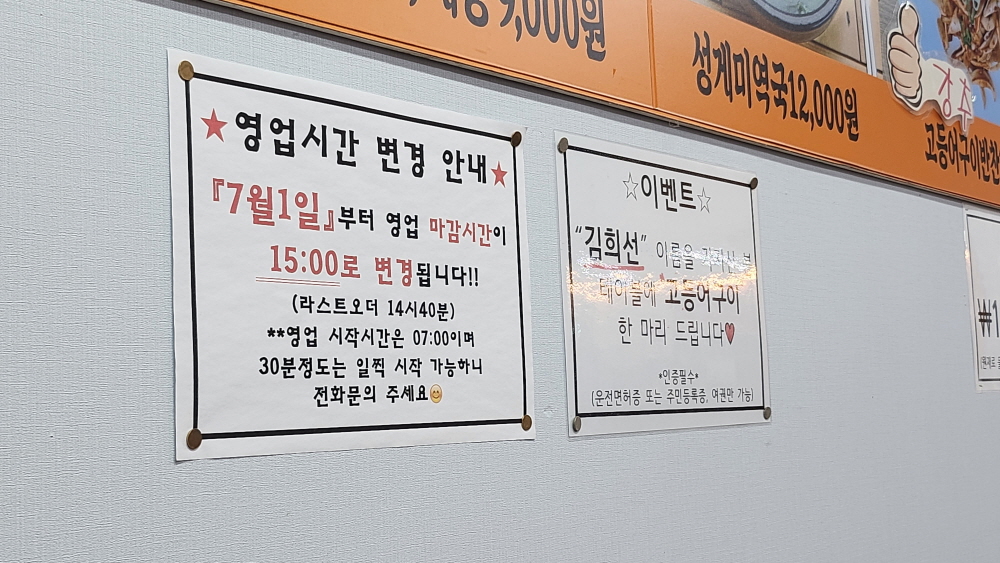 9,000원
성게미역국12,000원
강추
고등어구이반찬
★영업시간 변경 안내★
『7월1일』부터 영업 마감시간이
15:00로 변경됩니다!!
(라스트오더 14시40분)
**영업 시작시간은 07:00이며
30분정도는 일찍 시작 가능하니
전화문의 주세요😊
☆이벤트☆
"김희선" 이름을 가지신 분
테이블에 고등어구이
한 마리 드립니다♥
*인증필수*
(운전면허증 또는 주민등록증, 여권만 가능)
₩1